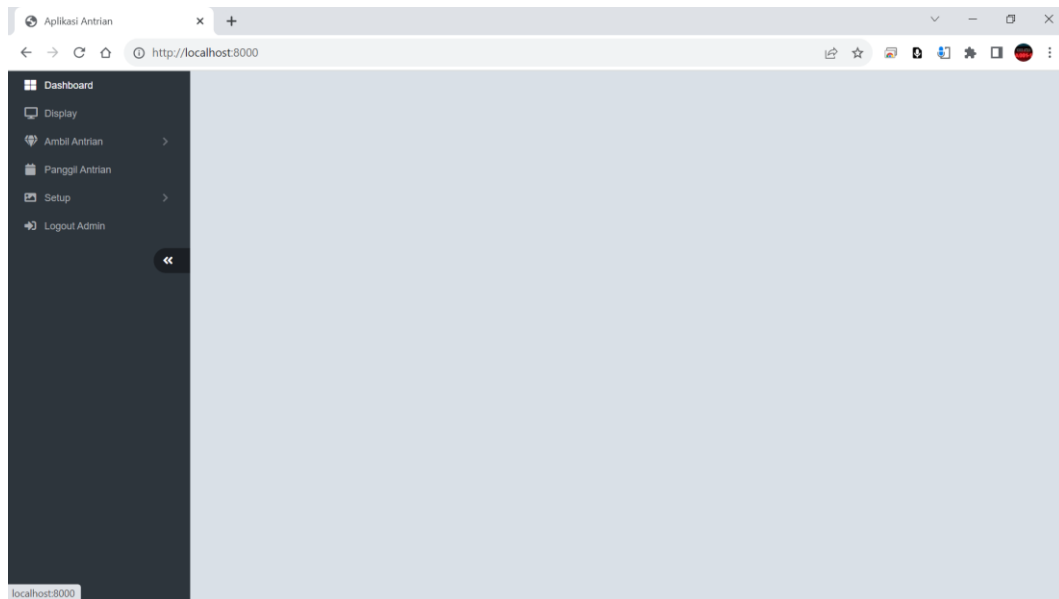 Aplikasi Antrian
http://localhost:8000
Dashboard
Display
Ambil Antrian
Panggil Antrian
Setup
Logout Admin
localhost:8000